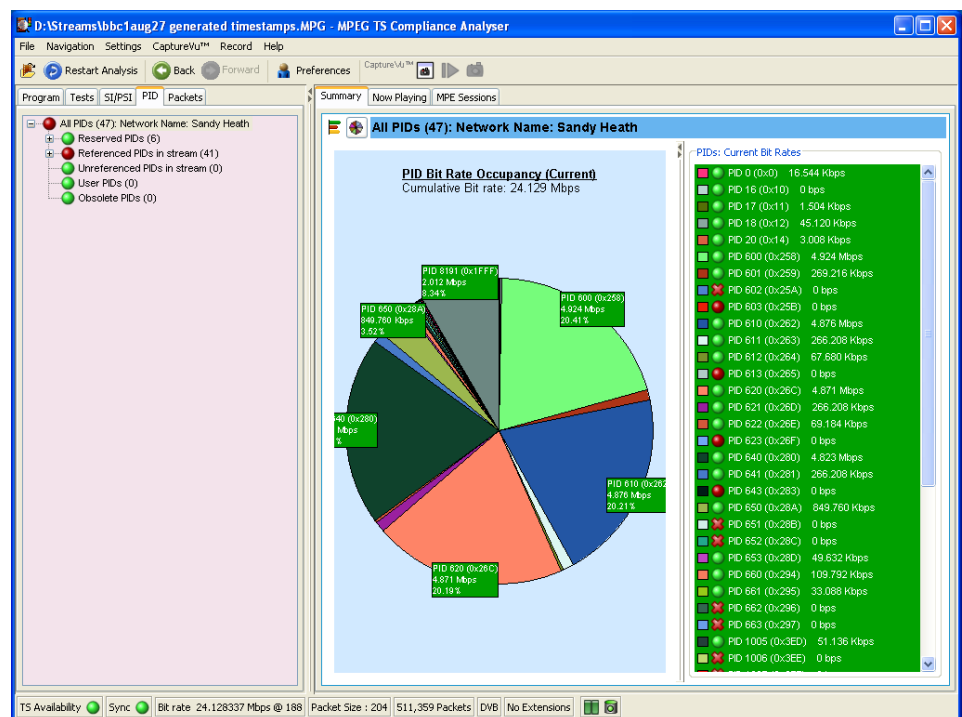 D:\Streams\bbc1aug27 generated timestamps.MPG - MPEG TS Compliance Analyser
File Navigation Settings CaptureVu™ Record Help
Restart Analysis Back Forward Preferences CaptureVu™
Program Tests SI/PSI PID Packets
Summary Now Playing MPE Sessions
All PIDs (47): Network Name: Sandy Heath
Reserved PIDs (6)
Referenced PIDs in stream (41)
Unreferenced PIDs in stream (0)
User PIDs (0)
Obsolete PIDs (0)
All PIDs (47): Network Name: Sandy Heath
PID Bit Rate Occupancy (Current)
Cumulative Bit rate: 24.129 Mbps
PID 8191 (0x1FFF)
2.012 Mbps
8.34%
PID 600 (0x258)
4.924 Mbps
20.41%
PID 650 (0x28A)
849.760 Kbps
3.52%
40 (0x280)
Mbps
%
PID 610 (0x262
4.876 Mbps
20.21%
PID 620 (0x26C)
4.871 Mbps
20.19%
PIDs: Current Bit Rates
PID 0 (0x0) 16.544 Kbps
PID 16 (0x10) 0 bps
PID 17 (0x11) 1.504 Kbps
PID 18 (0x12) 45.120 Kbps
PID 20 (0x14) 3.008 Kbps
PID 600 (0x258) 4.924 Mbps
PID 601 (0x259) 269.216 Kbps
PID 602 (0x25A) 0 bps
PID 603 (0x25B) 0 bps
PID 610 (0x262) 4.876 Mbps
PID 611 (0x263) 266.208 Kbps
PID 612 (0x264) 67.680 Kbps
PID 613 (0x265) 0 bps
PID 620 (0x26C) 4.871 Mbps
PID 621 (0x26D) 266.208 Kbps
PID 622 (0x26E) 69.184 Kbps
PID 623 (0x26F) 0 bps
PID 640 (0x280) 4.823 Mbps
PID 641 (0x281) 266.208 Kbps
PID 643 (0x283) 0 bps
PID 650 (0x28A) 849.760 Kbps
PID 651 (0x28B) 0 bps
PID 652 (0x28C) 0 bps
PID 653 (0x28D) 49.632 Kbps
PID 660 (0x294) 109.792 Kbps
PID 661 (0x295) 33.088 Kbps
PID 662 (0x296) 0 bps
PID 663 (0x297) 0 bps
PID 1005 (0x3ED) 51.136 Kbps
PID 1006 (0x3EE) 0 bps
TS Availability Sync Bit rate 24.128337 Mbps @ 188 Packet Size : 204 511,359 Packets DVB No Extensions